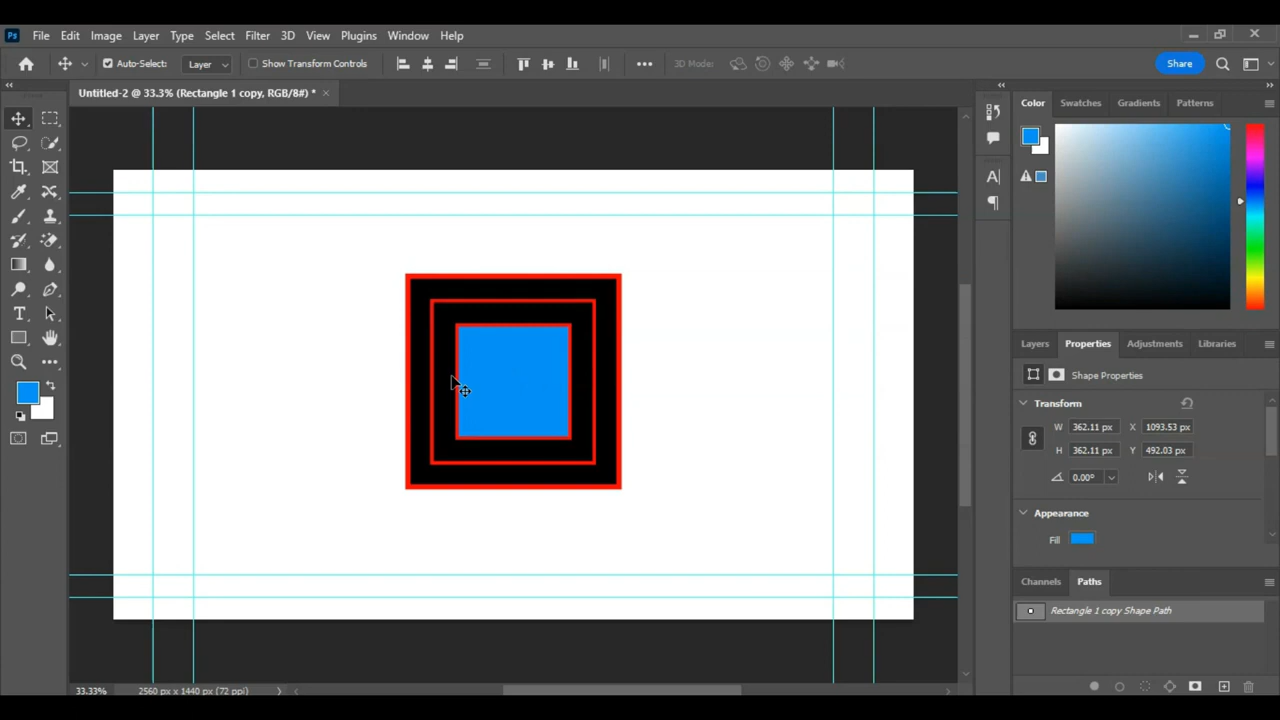 Ps File Edit Image Layer Type Select Filter 3D View Plugins Window Help
Auto-Select: Layer Show Transform Controls 3D Mode: Share
Untitled-2 @ 33.3% (Rectangle 1 copy, RGB/8#) * ×
Color Swatches Gradients Patterns
Layers Properties Adjustments Libraries
Shape Properties
Transform
W 362.11 px X 1093.53 px
H 362.11 px Y 492.03 px
0.00°
Appearance
Fill
Channels Paths
Rectangle 1 copy Shape Path
33.33% 2560 px x 1440 px (72 ppi)